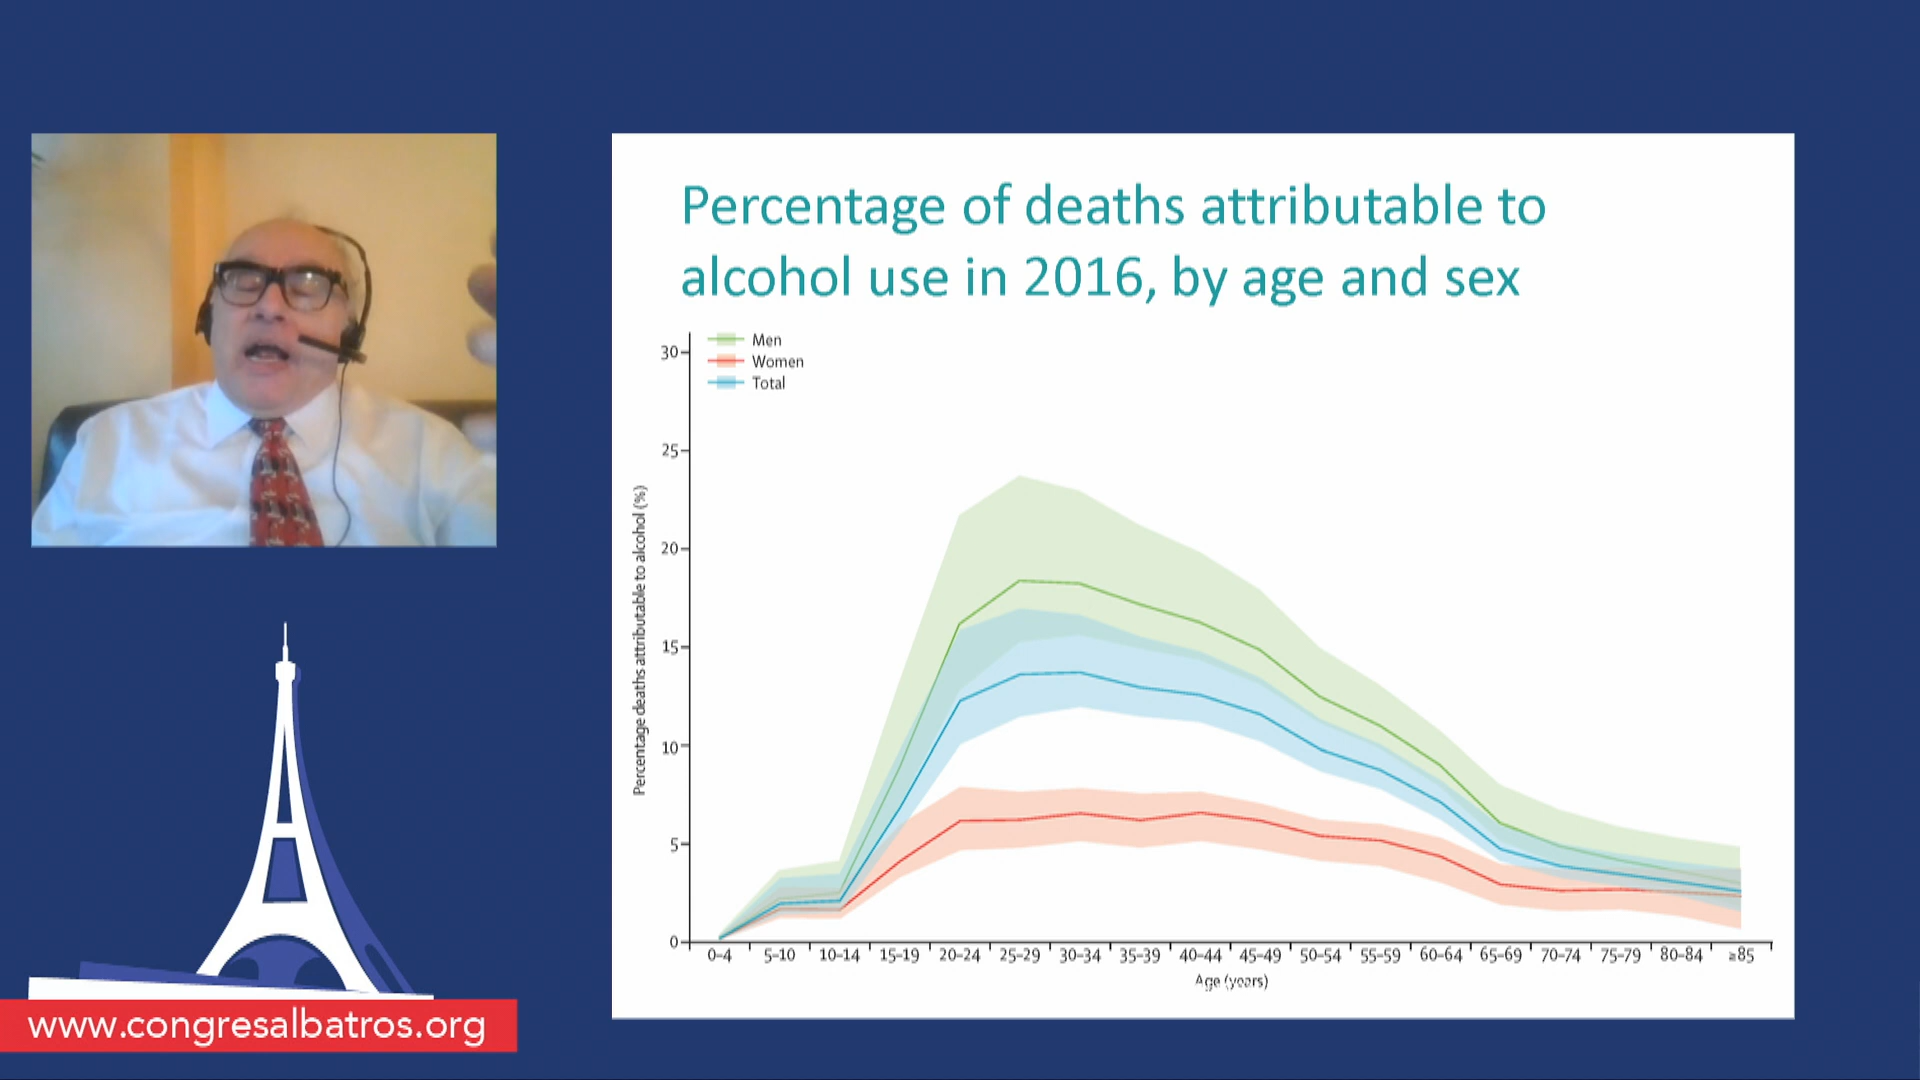 Percentage of deaths attributable to
alcohol use in 2016, by age and sex
Men
Women
Total
30
25
20
15
10
5
0
Percentage deaths attributable to alcohol (%)
0–4 5–10 10–14 15–19 20–24 25–29 30–34 35–39 40–44 45–49 50–54 55–59 60–64 65–69 70–74 75–79 80–84 ≥85
Age (years)
www.congresalbatros.org